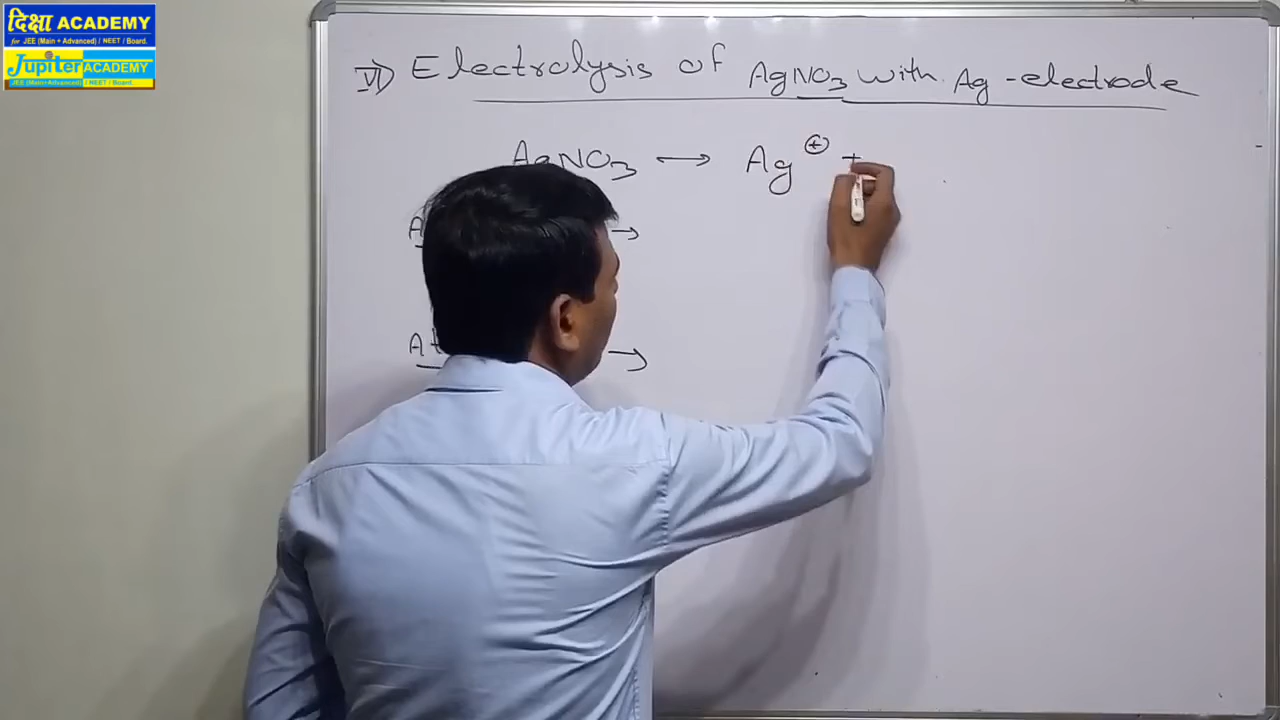 दिक्षा ACADEMY
for JEE (Main + Advanced) / NEET / Board.
Jupiter ACADEMY
JEE (Main+Advanced) / NEET / Board.
VI) Electrolysis of AgNO3 with Ag-electrode
AgNO3 ⟷ Ag⊕ +
A →
At →